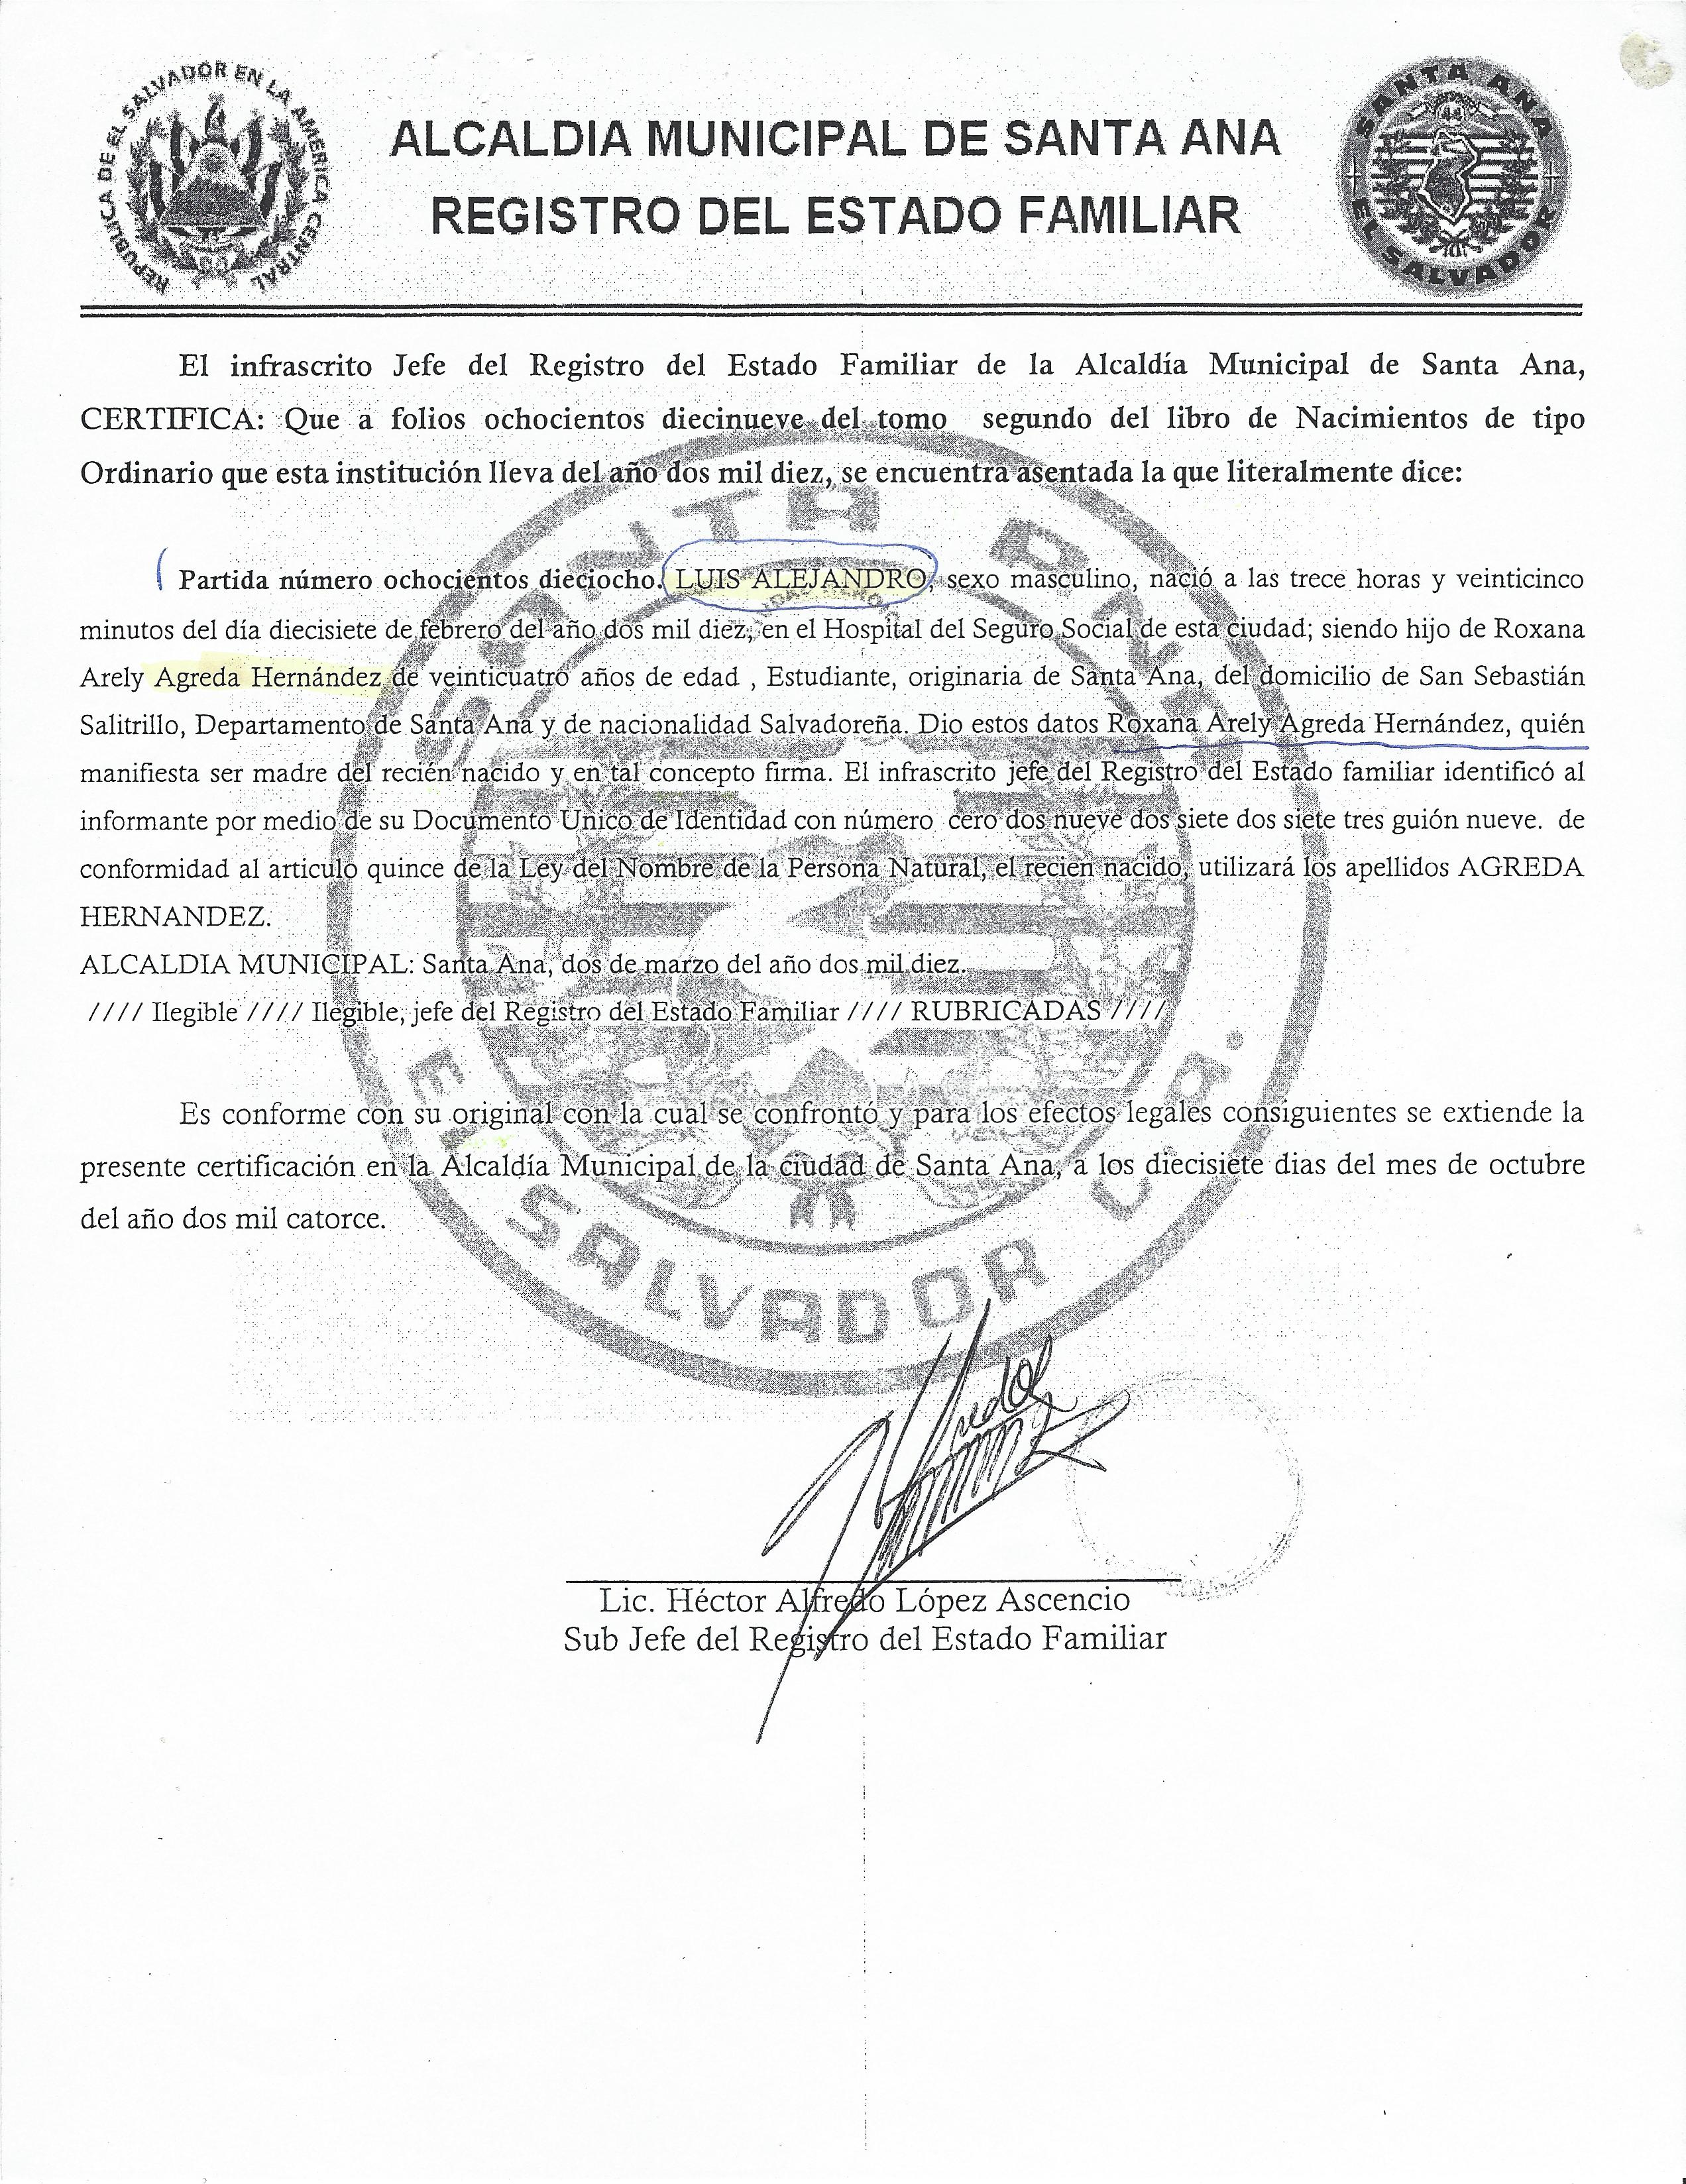 REPUBLICA DE EL SALVADOR EN LA AMERICA CENTRAL
ALCALDIA MUNICIPAL DE SANTA ANA
REGISTRO DEL ESTADO FAMILIAR
SANTA ANA
EL SALVADOR
El infrascrito Jefe del Registro del Estado Familiar de la Alcaldía Municipal de Santa Ana,
CERTIFICA: Que a folios ochocientos diecinueve del tomo segundo del libro de Nacimientos de tipo
Ordinario que esta institución lleva del año dos mil diez, se encuentra asentada la que literalmente dice:
Partida número ochocientos dieciocho. LUIS ALEJANDRO, sexo masculino, nació a las trece horas y veinticinco
minutos del día diecisiete de febrero del año dos mil diez, en el Hospital del Seguro Social de esta ciudad; siendo hijo de Roxana
Arely Agreda Hernández de veinticuatro años de edad , Estudiante, originaria de Santa Ana, del domicilio de San Sebastián
Salitrillo, Departamento de Santa Ana y de nacionalidad Salvadoreña. Dio estos datos Roxana Arely Agreda Hernández, quién
manifiesta ser madre del recién nacido y en tal concepto firma. El infrascrito jefe del Registro del Estado familiar identificó al
informante por medio de su Documento Unico de Identidad con número cero dos nueve dos siete dos siete tres guión nueve. de
conformidad al articulo quince de la Ley del Nombre de la Persona Natural, el recien nacido, utilizará los apellidos AGREDA
HERNANDEZ.
ALCALDIA MUNICIPAL: Santa Ana, dos de marzo del año dos mil diez.
//// Ilegible //// Ilegible, jefe del Registro del Estado Familiar //// RUBRICADAS ////
Es conforme con su original con la cual se confrontó y para los efectos legales consiguientes se extiende la
presente certificación en la Alcaldía Municipal de la ciudad de Santa Ana, a los diecisiete dias del mes de octubre
del año dos mil catorce.
SANTA ANA
EL SALVADOR C.A.
Lic. Héctor Alfredo López Ascencio
Sub Jefe del Registro del Estado Familiar